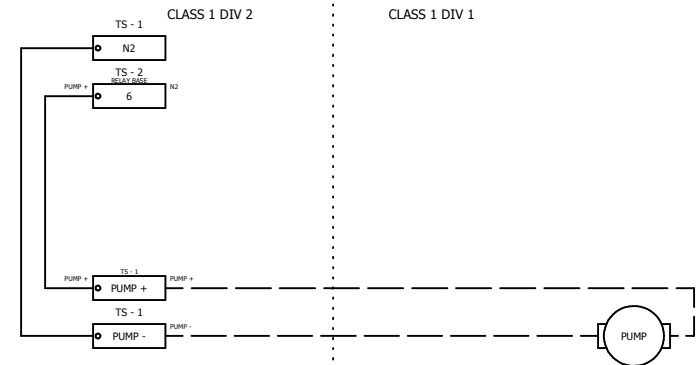 CLASS 1 DIV 2
CLASS 1 DIV 1
TS - 1
N2
TS - 2
RELAY BASE
PUMP +
6
N2
TS - 1
PUMP +
PUMP +
PUMP +
TS - 1
PUMP -
PUMP -
PUMP